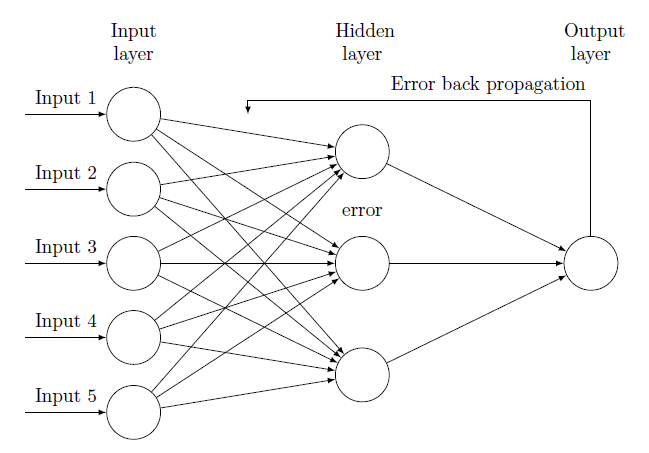 Input
layer
Hidden
layer
Output
layer
Error back propagation
Input 1
Input 2
error
Input 3
Input 4
Input 5